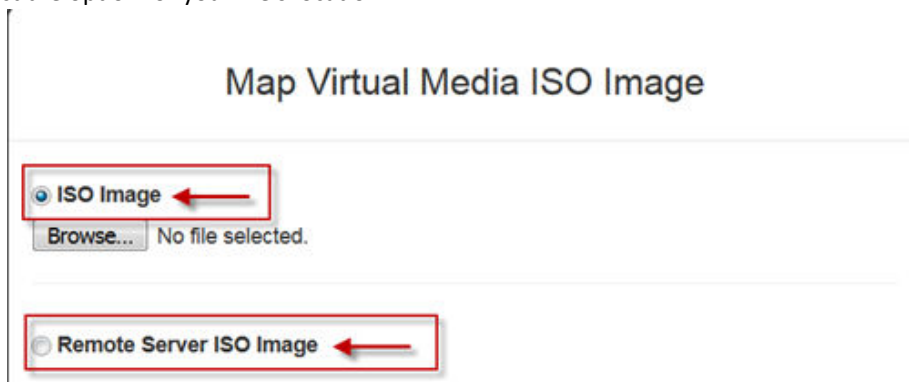 Map Virtual Media ISO Image
ISO Image
Browse... No file selected.
Remote Server ISO Image